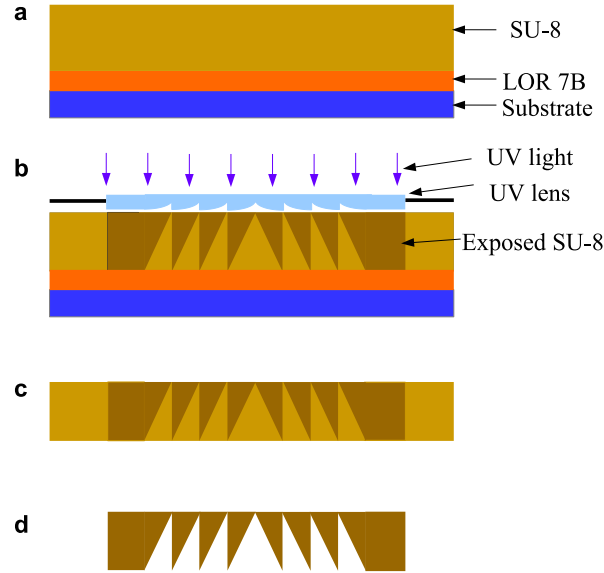 a
SU-8
LOR 7B
Substrate
b
UV light
UV lens
Exposed SU-8
c
d